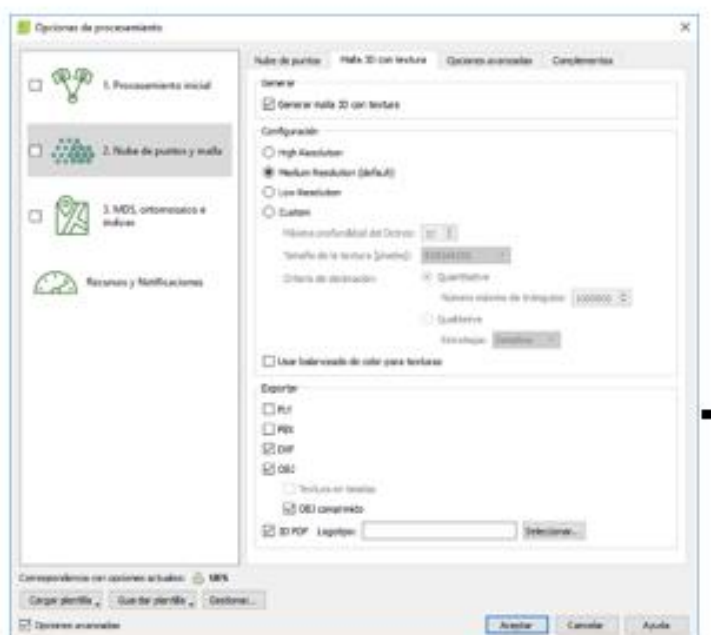 Opciones de procesamiento
1. Procesamiento inicial
2. Nube de puntos y malla
3. MDS, ortomosaico e índices
Recursos y Notificaciones
Nube de puntos Malla 3D con textura Opciones avanzadas Complementos
Generar
Generar malla 3D con textura
Configuración
High Resolution
Medium Resolution (default)
Low Resolution
Custom
Máxima profundidad del Octree:
Tamaño de la textura [píxeles]:
Criterio de decimación: Quantitative
Número máximo de triángulos: 1000000
Qualitative
Estrategia: Sensitive
Usar balanceado de color para texturas
Exportar
PLY
FBX
DXF
OBJ
Textura en teselas
OBJ comprimido
3D PDF Logotipo: Seleccionar...
Correspondencia con opciones actuales:
Cargar plantilla Guardar plantilla Gestionar...
Opciones avanzadas Aceptar Cancelar Ayuda